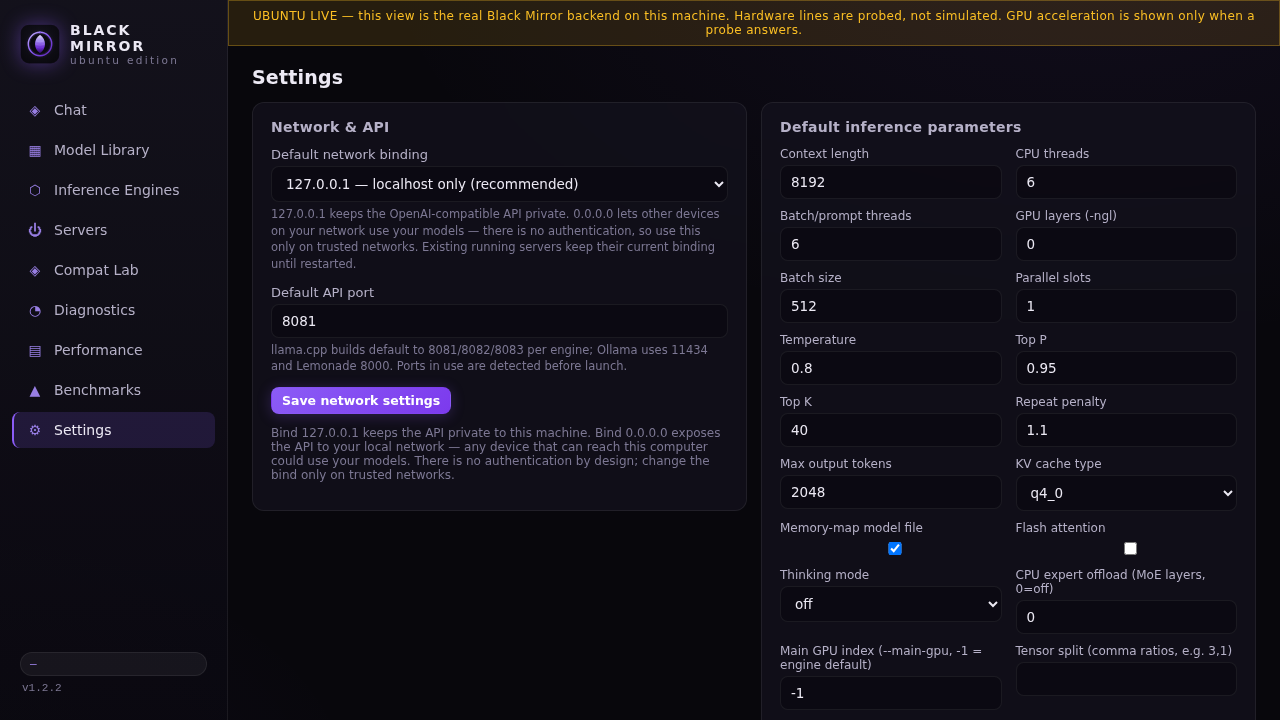 BLACK
MIRROR
ubuntu edition
Chat
Model Library
Inference Engines
Servers
Compat Lab
Diagnostics
Performance
Benchmarks
Settings
—
v1.2.2
UBUNTU LIVE — this view is the real Black Mirror backend on this machine. Hardware lines are probed, not simulated. GPU acceleration is shown only when a
probe answers.
Settings
Network & API
Default network binding
127.0.0.1 — localhost only (recommended)
127.0.0.1 keeps the OpenAI-compatible API private. 0.0.0.0 lets other devices
on your network use your models — there is no authentication, so use this
only on trusted networks. Existing running servers keep their current binding
until restarted.
Default API port
8081
llama.cpp builds default to 8081/8082/8083 per engine; Ollama uses 11434
and Lemonade 8000. Ports in use are detected before launch.
Save network settings
Bind 127.0.0.1 keeps the API private to this machine. Bind 0.0.0.0 exposes
the API to your local network — any device that can reach this computer
could use your models. There is no authentication by design; change the
bind only on trusted networks.
Default inference parameters
Context length
8192
CPU threads
6
Batch/prompt threads
6
GPU layers (-ngl)
0
Batch size
512
Parallel slots
1
Temperature
0.8
Top P
0.95
Top K
40
Repeat penalty
1.1
Max output tokens
2048
KV cache type
q4_0
Memory-map model file
Flash attention
Thinking mode
off
CPU expert offload (MoE layers,
0=off)
0
Main GPU index (--main-gpu, -1 =
engine default)
-1
Tensor split (comma ratios, e.g. 3,1)